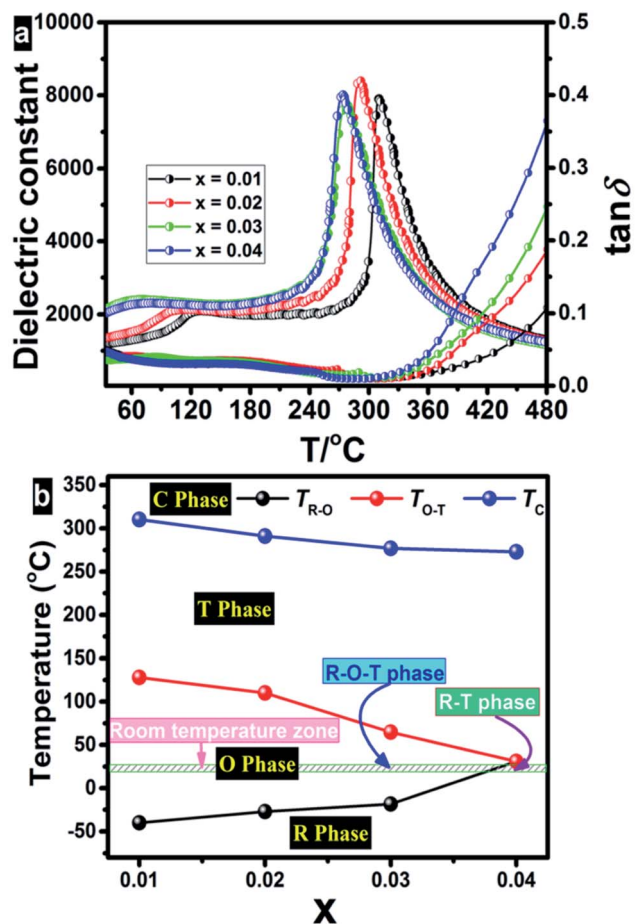 a
10000
8000
6000
4000
2000
Dielectric constant
0.5
0.4
0.3
0.2
0.1
0.0
tanδ
x = 0.01
x = 0.02
x = 0.03
x = 0.04
60 120 180 240 300 360 420 480
T/°C
b
350
300
250
200
150
100
50
0
-50
Temperature (°C)
C Phase
T_R-O T_O-T T_C
T Phase
R-O-T phase
R-T phase
Room temperature zone
O Phase
R Phase
0.01 0.02 0.03 0.04
X